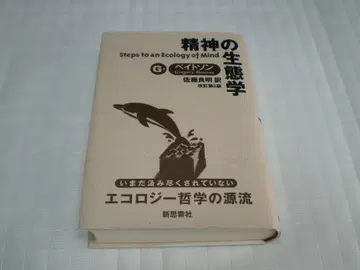 精神の生態学
Steps to an Ecology of Mind
G・ベイトソン
Gregory Bateson
佐藤良明 訳
改訂第2版
いまだ汲み尽くされていない
エコロジー哲学の源流
新思索社